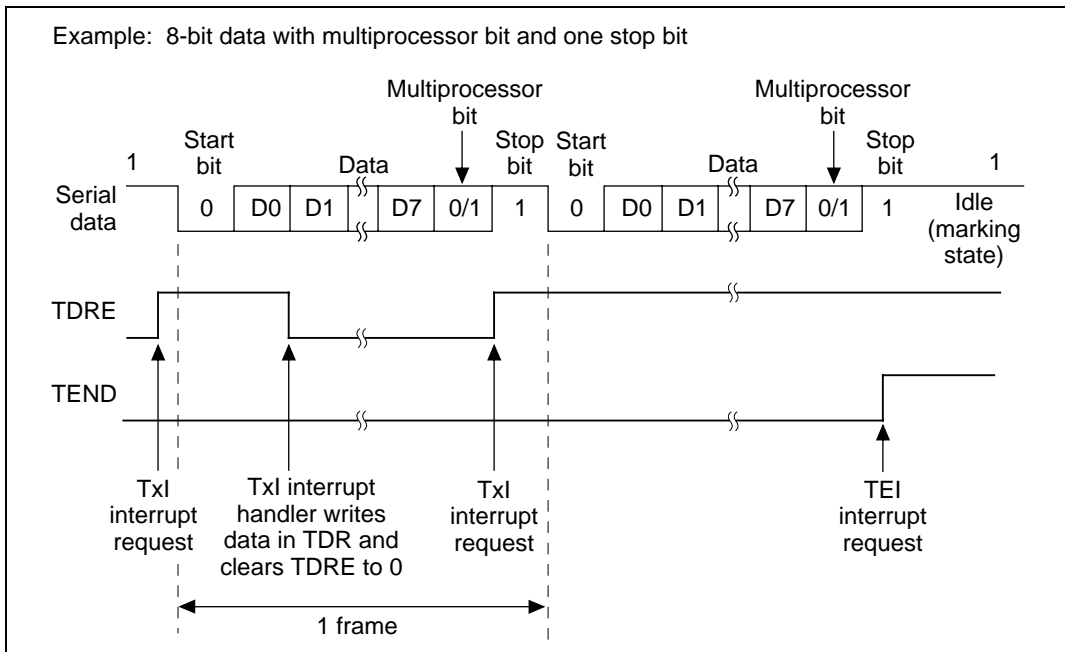 Example: 8-bit data with multiprocessor bit and one stop bit
Multiprocessor
bit
Multiprocessor
bit
1
Start
bit
Data
Stop
bit
Start
bit
Data
Stop
bit
1
Serial
data
0
D0
D1
D7
0/1
1
0
D0
D1
D7
0/1
1
Idle
(marking
state)
TDRE
TEND
TxI
interrupt
request
TxI interrupt
handler writes
data in TDR and
clears TDRE to 0
TxI
interrupt
request
TEI
interrupt
request
1 frame